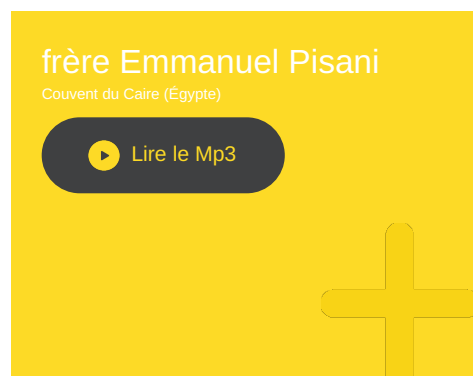 frère Emmanuel Pisani
Couvent du Caire (Égypte)
Lire le Mp3